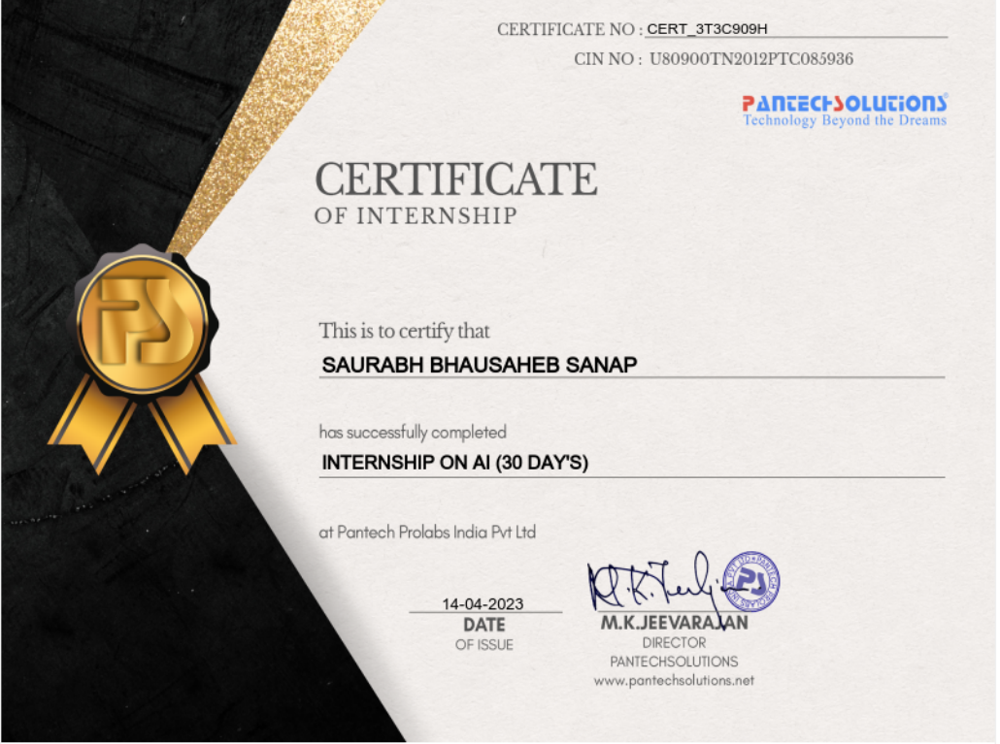 CERTIFICATE NO : CERT_3T3C909H
CIN NO : U80900TN2012PTC085936
PANTECHSOLUTIONS
Technology Beyond the Dreams
CERTIFICATE
OF INTERNSHIP
PS
This is to certify that
SAURABH BHAUSAHEB SANAP
has successfully completed
INTERNSHIP ON AI (30 DAY'S)
at Pantech Prolabs India Pvt Ltd
14-04-2023
DATE
OF ISSUE
PS
M.K.JEEVARAJAN
DIRECTOR
PANTECHSOLUTIONS
www.pantechsolutions.net